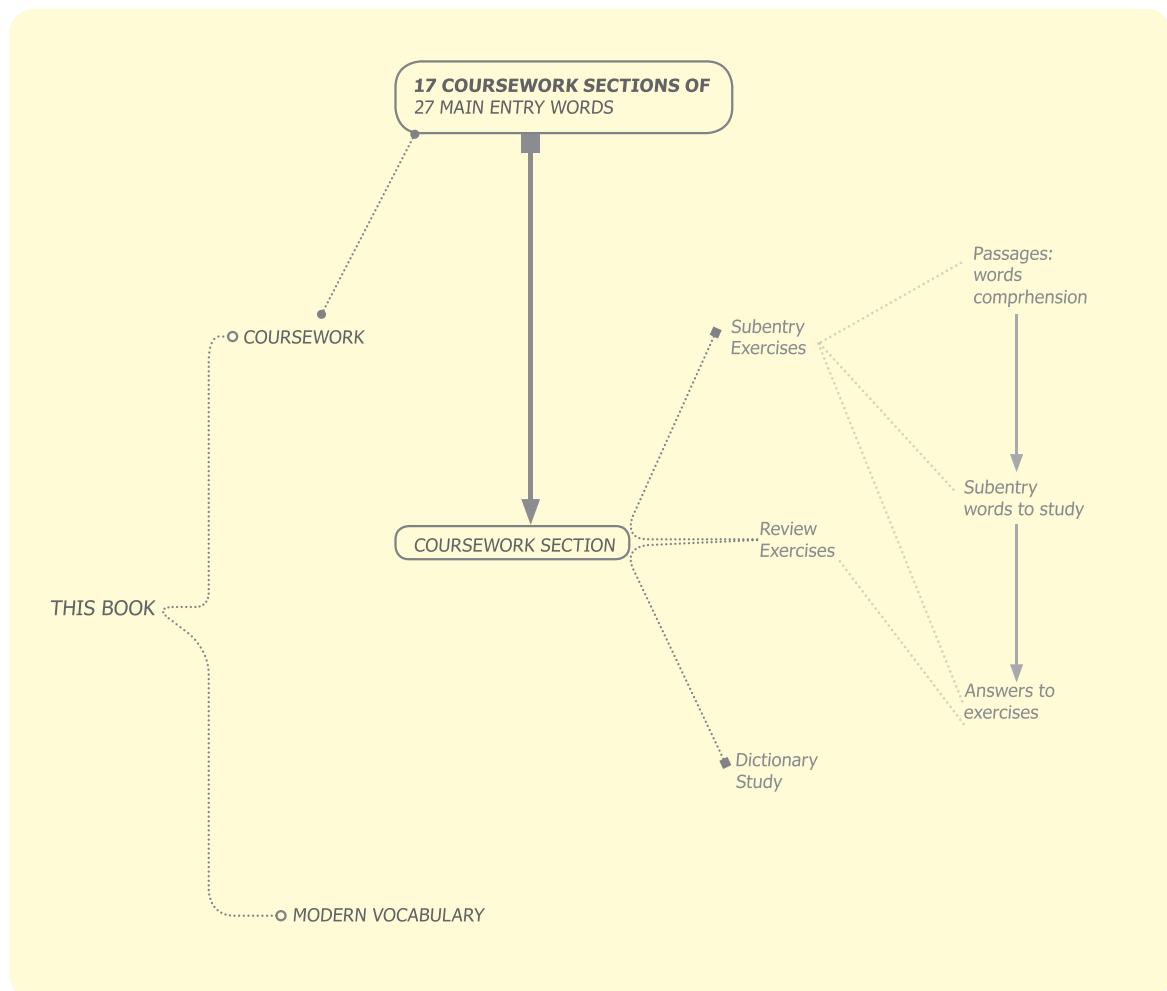 17 COURSEWORK SECTIONS OF
27 MAIN ENTRY WORDS
Passages:
words
comprhension
Subentry
Exercises
COURSEWORK
Subentry
words to study
Review
Exercises
COURSEWORK SECTION
THIS BOOK
Answers to
exercises
Dictionary
Study
MODERN VOCABULARY